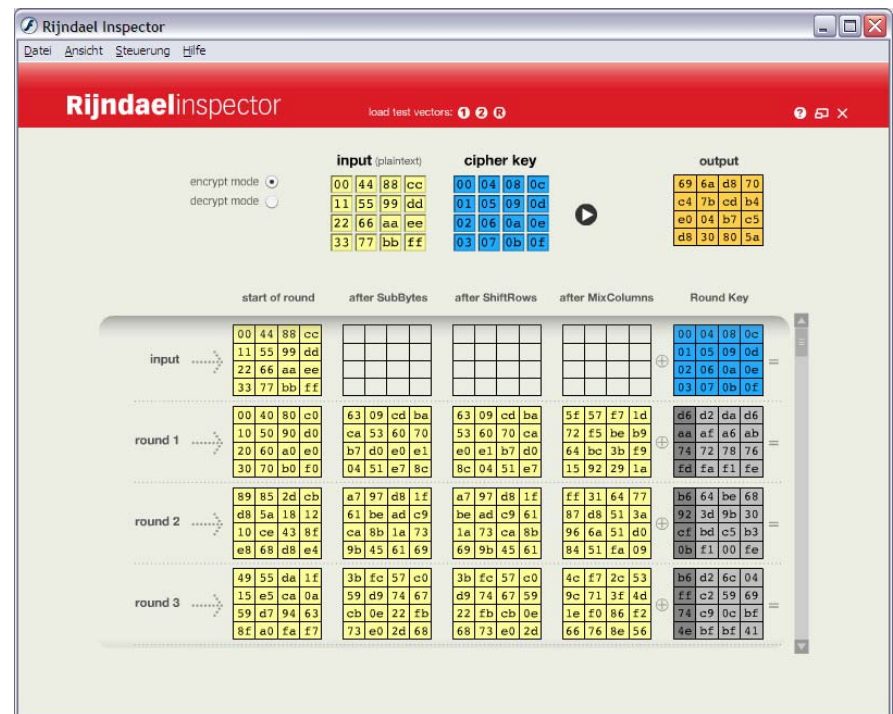 Rijndael Inspector
Datei Ansicht Steuerung Hilfe
Rijndaelinspector load test vectors: 1 2 R ? ×
input (plaintext) cipher key output
encrypt mode
decrypt mode
00 44 88 cc 00 04 08 0c 69 6a d8 70
11 55 99 dd 01 05 09 0d c4 7b cd b4
22 66 aa ee 02 06 0a 0e e0 04 b7 c5
33 77 bb ff 03 07 0b 0f d8 30 80 5a
start of round after SubBytes after ShiftRows after MixColumns Round Key
input
00 44 88 cc ⊕ 00 04 08 0c =
11 55 99 dd 01 05 09 0d
22 66 aa ee 02 06 0a 0e
33 77 bb ff 03 07 0b 0f
round 1
00 40 80 c0 63 09 cd ba 63 09 cd ba 5f 57 f7 1d ⊕ d6 d2 da d6 =
10 50 90 d0 ca 53 60 70 53 60 70 ca 72 f5 be b9 aa af a6 ab
20 60 a0 e0 b7 d0 e0 e1 e0 e1 b7 d0 64 bc 3b f9 74 72 78 76
30 70 b0 f0 04 51 e7 8c 8c 04 51 e7 15 92 29 1a fd fa f1 fe
round 2
89 85 2d cb a7 97 d8 1f a7 97 d8 1f ff 31 64 77 ⊕ b6 64 be 68 =
d8 5a 18 12 61 be ad c9 be ad c9 61 87 d8 51 3a 92 3d 9b 30
10 ce 43 8f ca 8b 1a 73 1a 73 ca 8b 96 6a 51 d0 cf bd c5 b3
e8 68 d8 e4 9b 45 61 69 69 9b 45 61 84 51 fa 09 0b f1 00 fe
round 3
49 55 da 1f 3b fc 57 c0 3b fc 57 c0 4c f7 2c 53 ⊕ b6 d2 6c 04 =
15 e5 ca 0a 59 d9 74 67 d9 74 67 59 9c 71 3f 4d ff c2 59 69
59 d7 94 63 cb 0e 22 fb 22 fb cb 0e 1e f0 86 f2 74 c9 0c bf
8f a0 fa f7 73 e0 2d 68 68 73 e0 2d 66 76 8e 56 4e bf bf 41